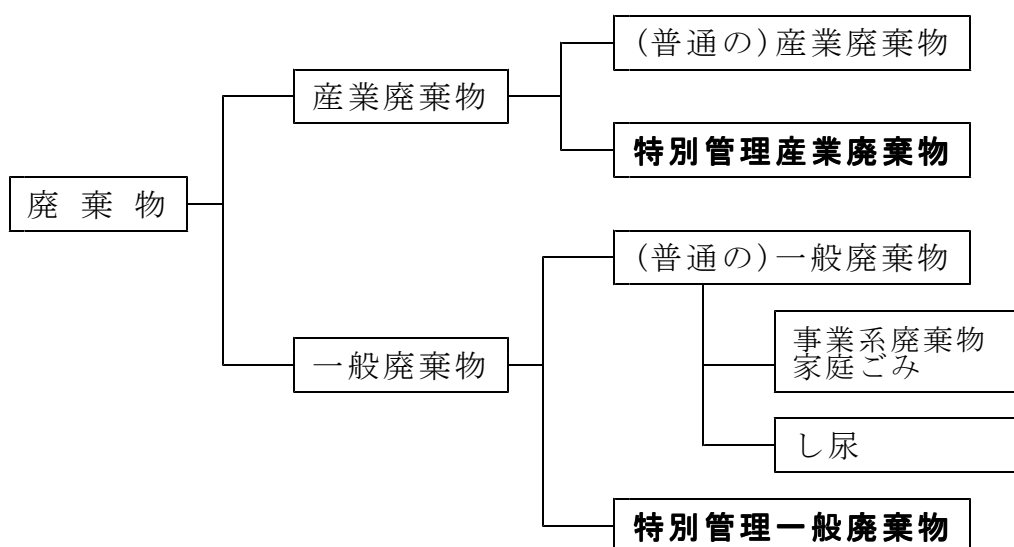 (普通の)産業廃棄物
産業廃棄物
特別管理産業廃棄物
廃 棄 物
(普通の)一般廃棄物
事業系廃棄物
家庭ごみ
一般廃棄物
し尿
特別管理一般廃棄物